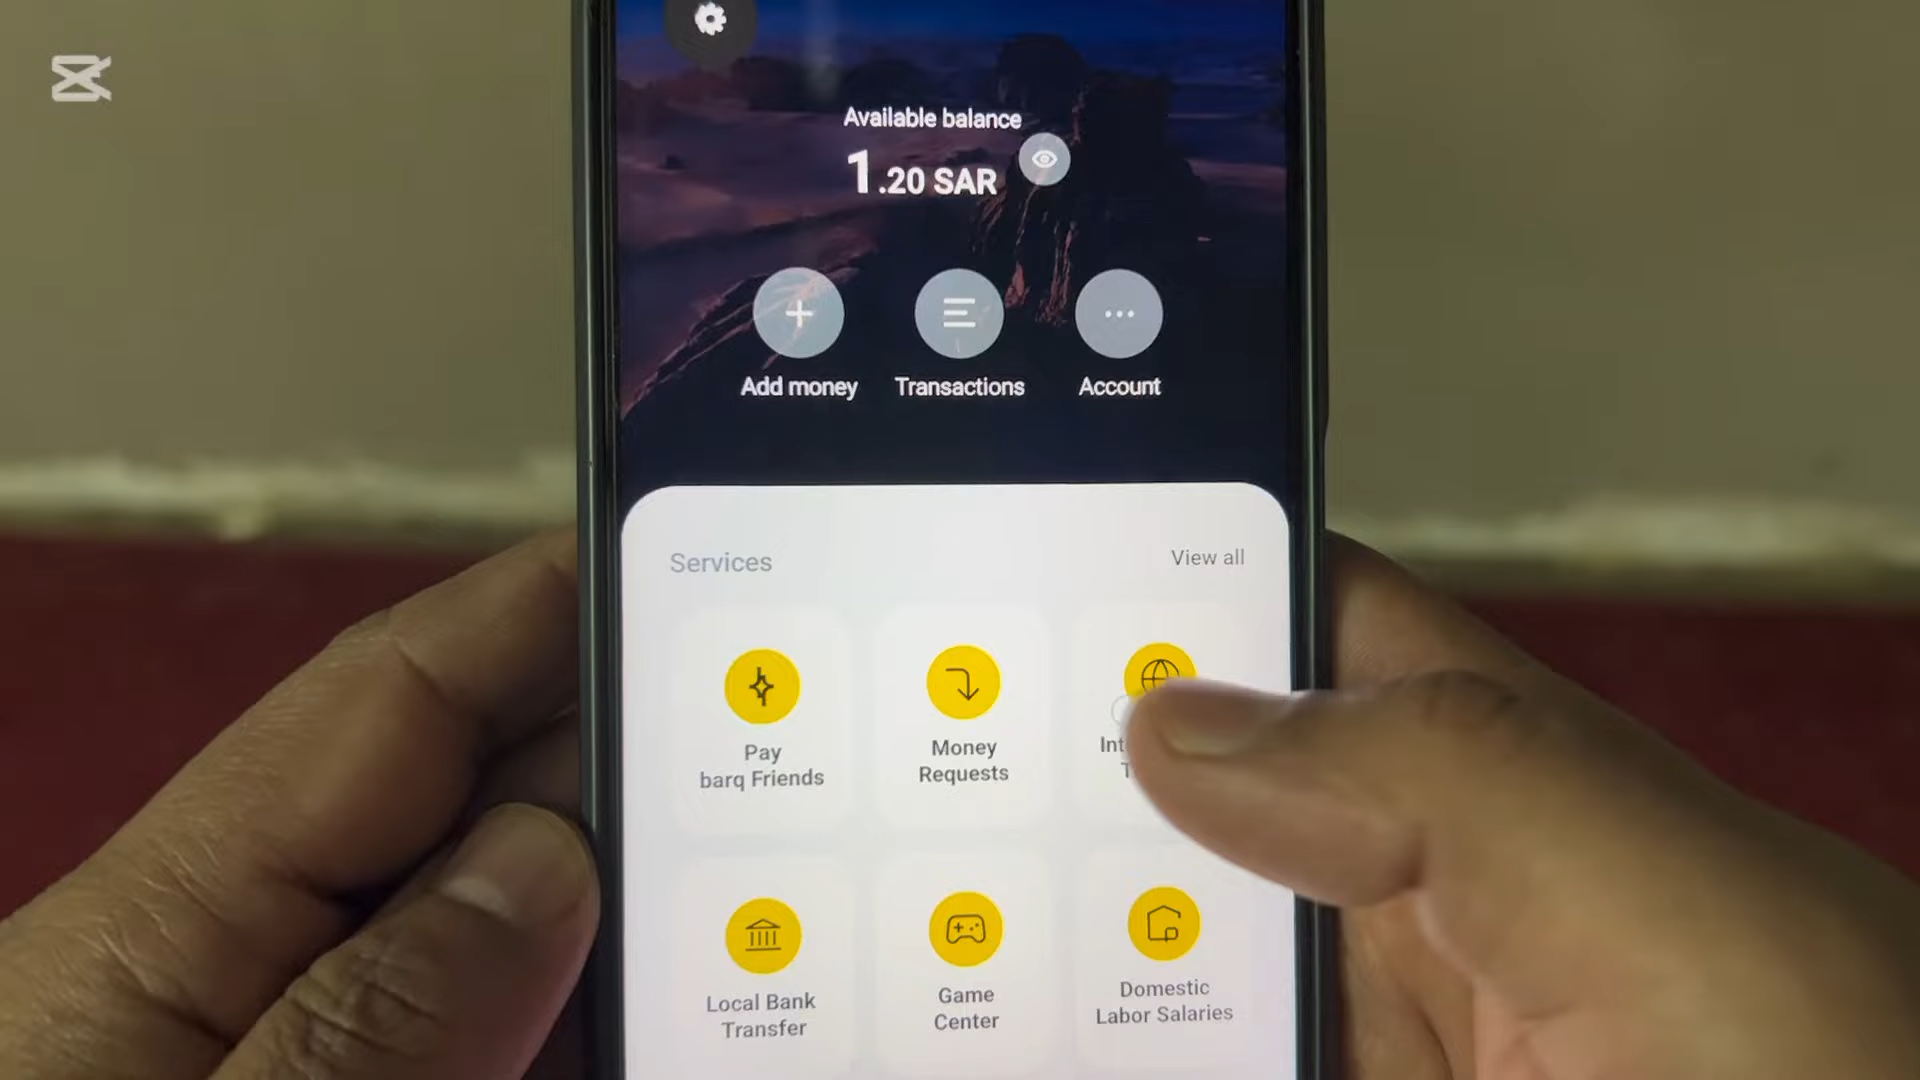 Available balance
1.20 SAR
Add money
Transactions
Account
Services
View all
Pay
barq Friends
Money
Requests
Local Bank
Transfer
Game
Center
Domestic
Labor Salaries